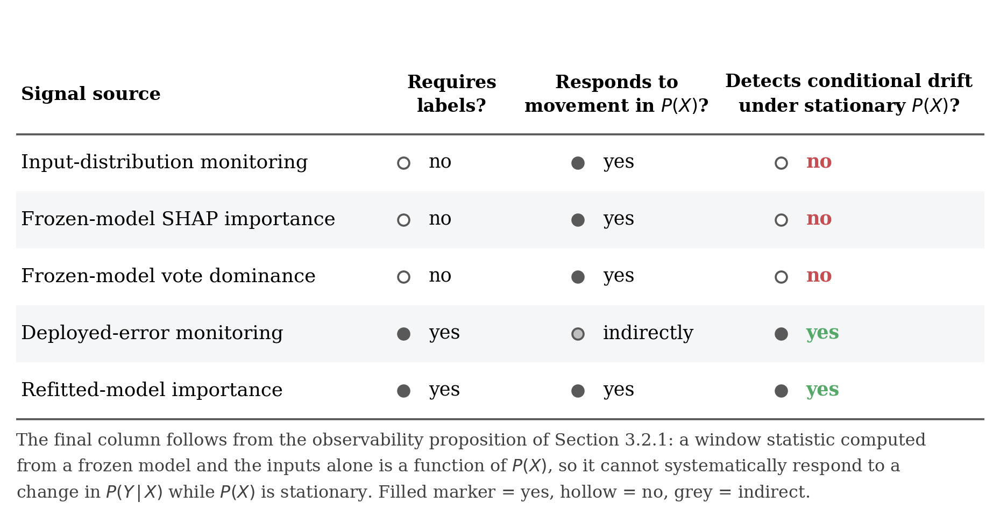 Signal source
Requires
labels?
Responds to
movement in P(X)?
Detects conditional drift
under stationary P(X)?
Input-distribution monitoring no yes no
Frozen-model SHAP importance no yes no
Frozen-model vote dominance no yes no
Deployed-error monitoring yes indirectly yes
Refitted-model importance yes yes yes
The final column follows from the observability proposition of Section 3.2.1: a window statistic computed
from a frozen model and the inputs alone is a function of P(X), so it cannot systematically respond to a
change in P(Y | X) while P(X) is stationary. Filled marker = yes, hollow = no, grey = indirect.